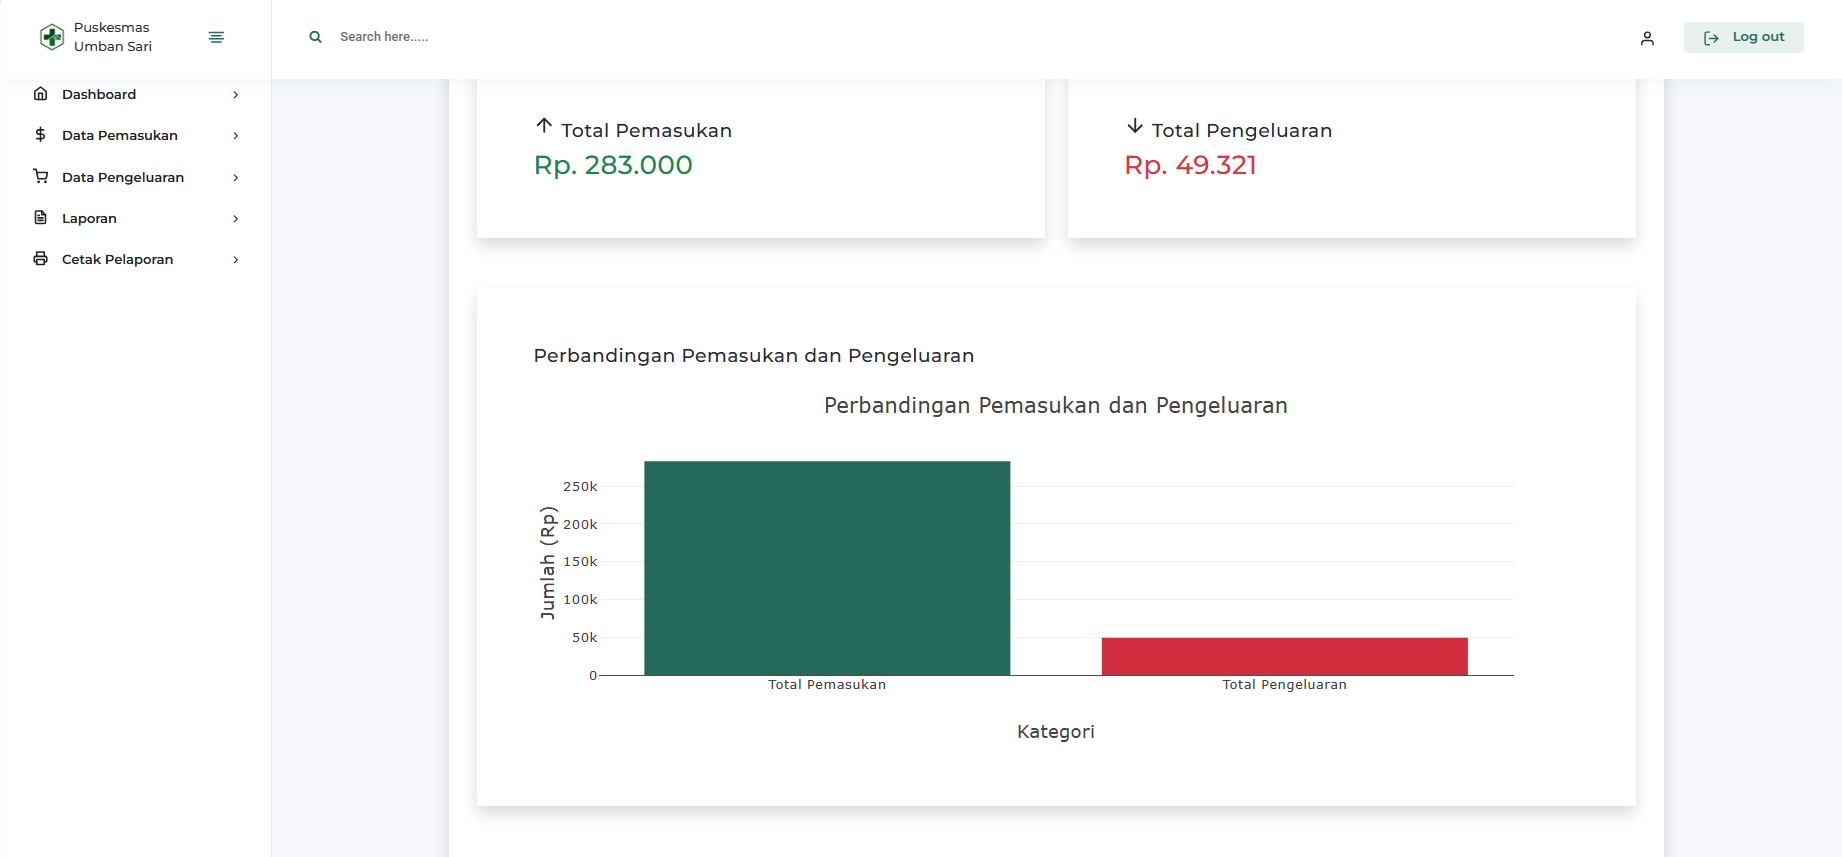 Puskesmas
Umban Sari
Search here.....
Log out
Dashboard
Data Pemasukan
Data Pengeluaran
Laporan
Cetak Pelaporan
Total Pemasukan
Rp. 283.000
Total Pengeluaran
Rp. 49.321
Perbandingan Pemasukan dan Pengeluaran
Perbandingan Pemasukan dan Pengeluaran
Jumlah (Rp)
250k
200k
150k
100k
50k
0
Total Pemasukan
Total Pengeluaran
Kategori